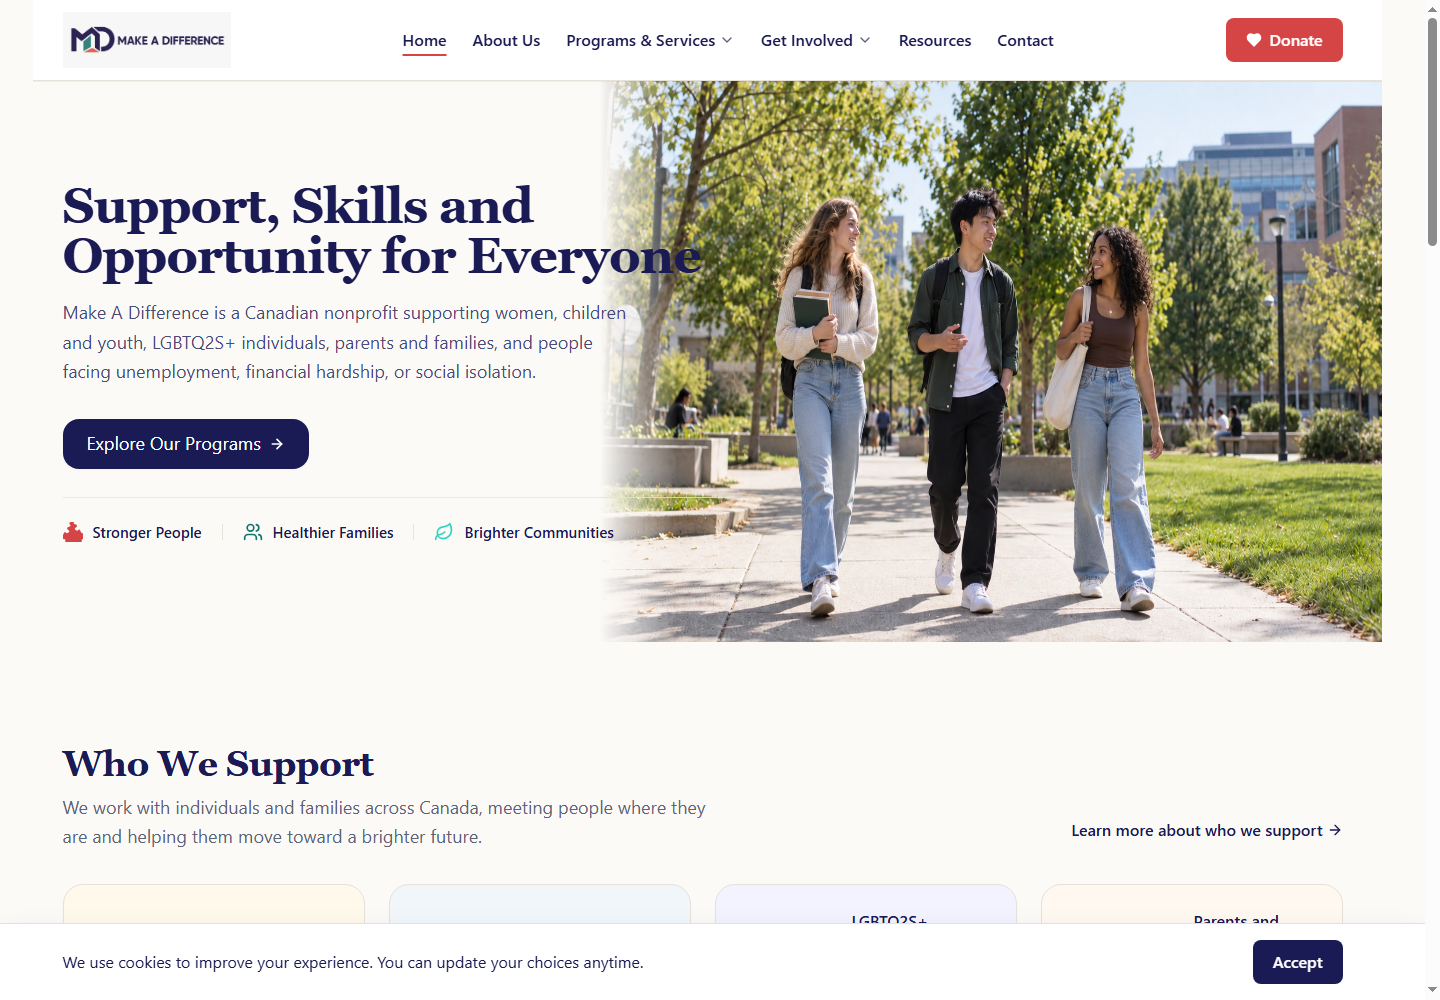 MD MAKE A DIFFERENCE
Home
About Us
Programs & Services
Get Involved
Resources
Contact
Donate
Support, Skills and
Opportunity for Everyone
Make A Difference is a Canadian nonprofit supporting women, children
and youth, LGBTQ2S+ individuals, parents and families, and people
facing unemployment, financial hardship, or social isolation.
Explore Our Programs →
Stronger People
Healthier Families
Brighter Communities
Who We Support
We work with individuals and families across Canada, meeting people where they
are and helping them move toward a brighter future.
Learn more about who we support →
LGBTQ2S+
Parents and
We use cookies to improve your experience. You can update your choices anytime.
Accept